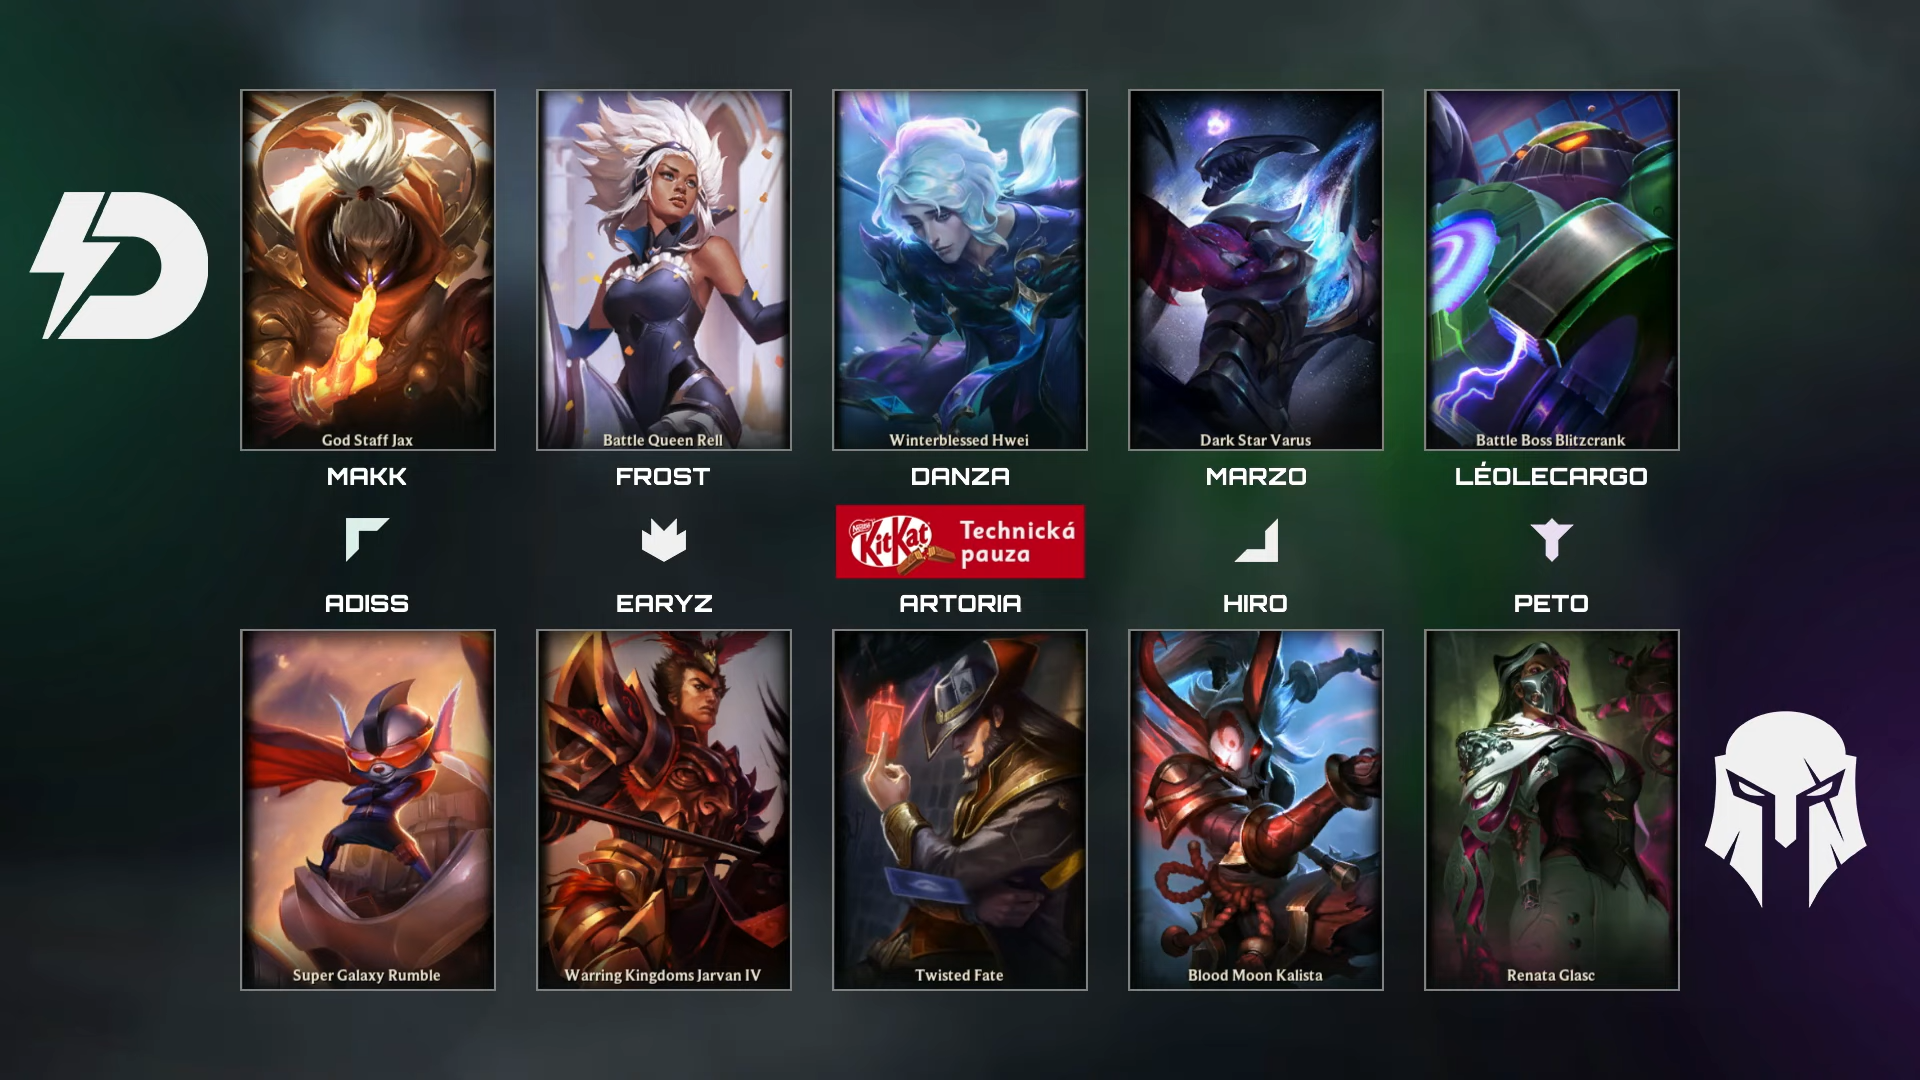 God Staff Jax
Battle Queen Rell
Winterblessed Hwei
Dark Star Varus
Battle Boss Blitzcrank
MAKK
FROST
DANZA
MARZO
LÉOLECARGO
Nestlé
KitKat
Technická
pauza
ADISS
EARYZ
ARTORIA
HIRO
PETO
Super Galaxy Rumble
Warring Kingdoms Jarvan IV
Twisted Fate
Blood Moon Kalista
Renata Glasc